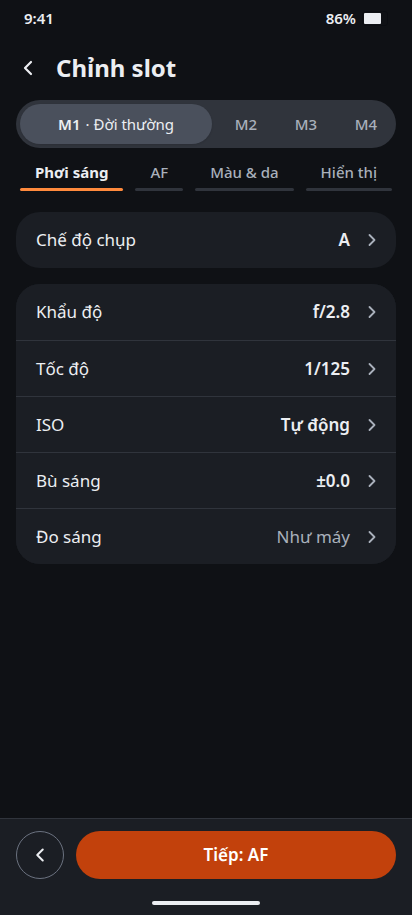 9:41
86%
Chỉnh slot
M1 · Đời thường M2 M3 M4
Phơi sáng AF Màu & da Hiển thị
Chế độ chụp A
Khẩu độ f/2.8
Tốc độ 1/125
ISO Tự động
Bù sáng ±0.0
Đo sáng Như máy
Tiếp: AF